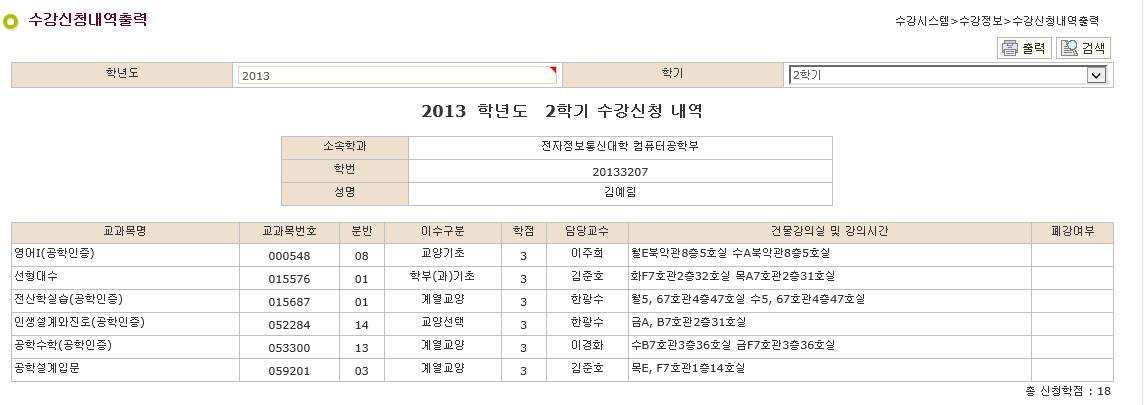 수강신청내역출력
수강시스템>수강정보>수강신청내역출력
출력 검색
학년도 2013 학기 2학기
2013 학년도 2학기 수강신청 내역
소속학과 전자정보통신대학 컴퓨터공학부
학번 20133207
성명 김예림
교과목명 교과목번호 분반 이수구분 학점 담당교수 건물강의실 및 강의시간 폐강여부
영어I(공학인증) 000548 08 교양기초 3 이주희 월E북악관8층5호실 수A북악관8층5호실
선형대수 015576 01 학부(과)기초 3 김준호 화F7호관2층32호실 목A7호관2층31호실
전산학실습(공학인증) 015687 01 계열교양 3 한광수 월5, 67호관4층47호실 수5, 67호관4층47호실
인생설계와진로(공학인증) 052284 14 교양선택 3 한광수 금A, B7호관2층31호실
공학수학(공학인증) 053300 13 계열교양 3 이경화 수B7호관3층36호실 금F7호관3층36호실
공학설계입문 059201 03 계열교양 3 김준호 목E, F7호관1층14호실
총 신청학점 : 18